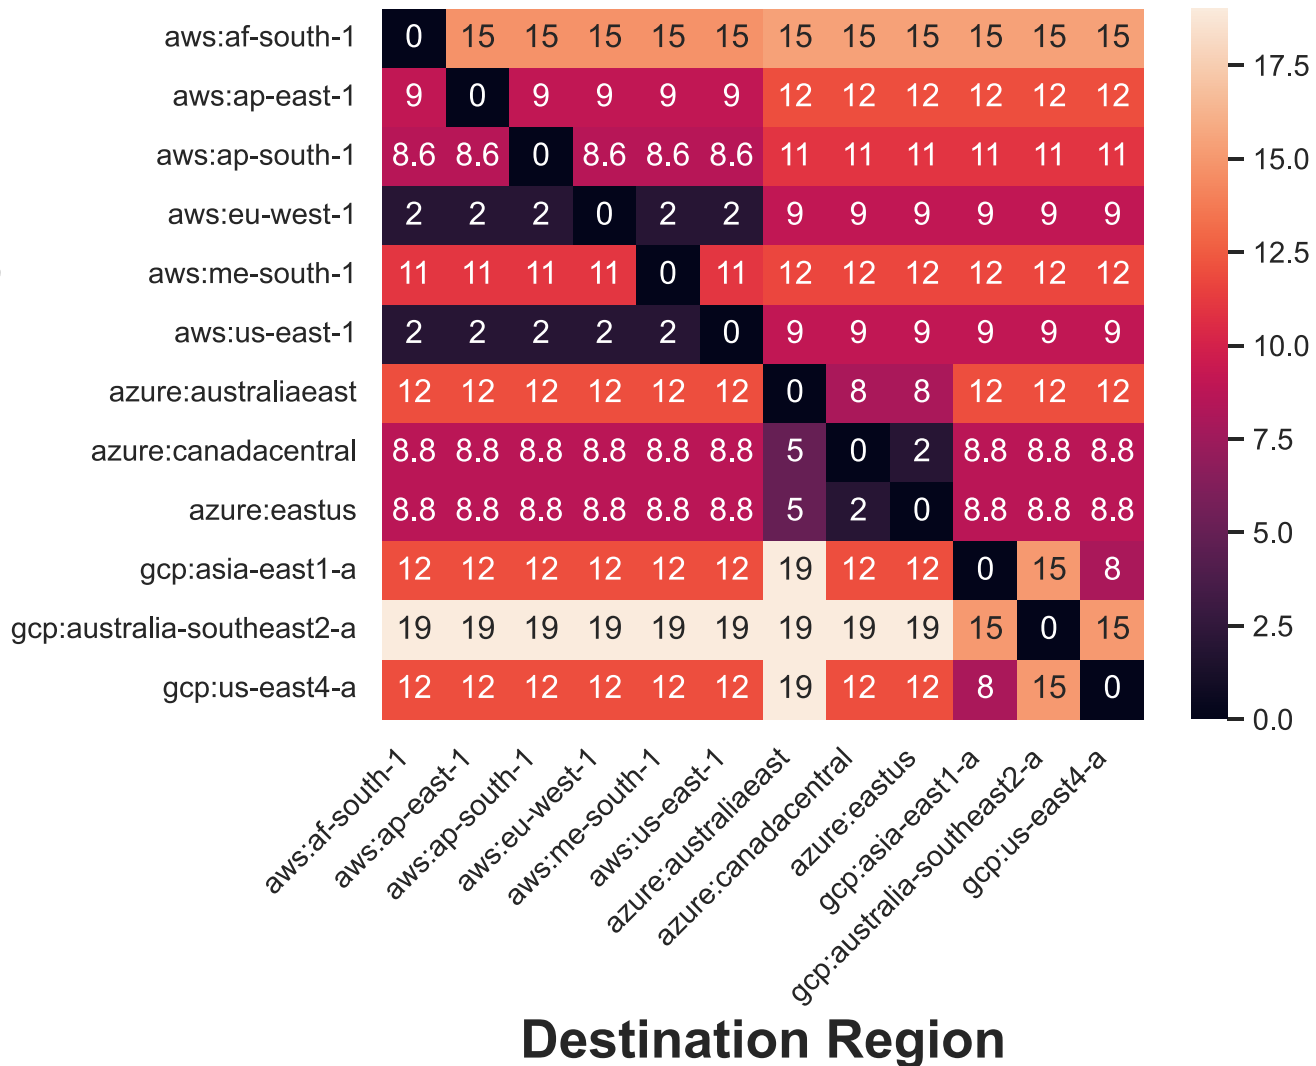 aws:af-south-1 0 15 15 15 15 15 15 15 15 15 15 15
aws:ap-east-1 9 0 9 9 9 9 12 12 12 12 12 12
aws:ap-south-1 8.6 8.6 0 8.6 8.6 8.6 11 11 11 11 11 11
aws:eu-west-1 2 2 2 0 2 2 9 9 9 9 9 9
aws:me-south-1 11 11 11 11 0 11 12 12 12 12 12 12
aws:us-east-1 2 2 2 2 2 0 9 9 9 9 9 9
azure:australiaeast 12 12 12 12 12 12 0 8 8 12 12 12
azure:canadacentral 8.8 8.8 8.8 8.8 8.8 8.8 5 0 2 8.8 8.8 8.8
azure:eastus 8.8 8.8 8.8 8.8 8.8 8.8 5 2 0 8.8 8.8 8.8
gcp:asia-east1-a 12 12 12 12 12 12 19 12 12 0 15 8
gcp:australia-southeast2-a 19 19 19 19 19 19 19 19 19 15 0 15
gcp:us-east4-a 12 12 12 12 12 12 19 12 12 8 15 0
17.5
15.0
12.5
10.0
7.5
5.0
2.5
0.0
aws:af-south-1
aws:ap-east-1
aws:ap-south-1
aws:eu-west-1
aws:me-south-1
aws:us-east-1
azure:australiaeast
azure:canadacentral
azure:eastus
gcp:asia-east1-a
gcp:australia-southeast2-a
gcp:us-east4-a
Destination Region